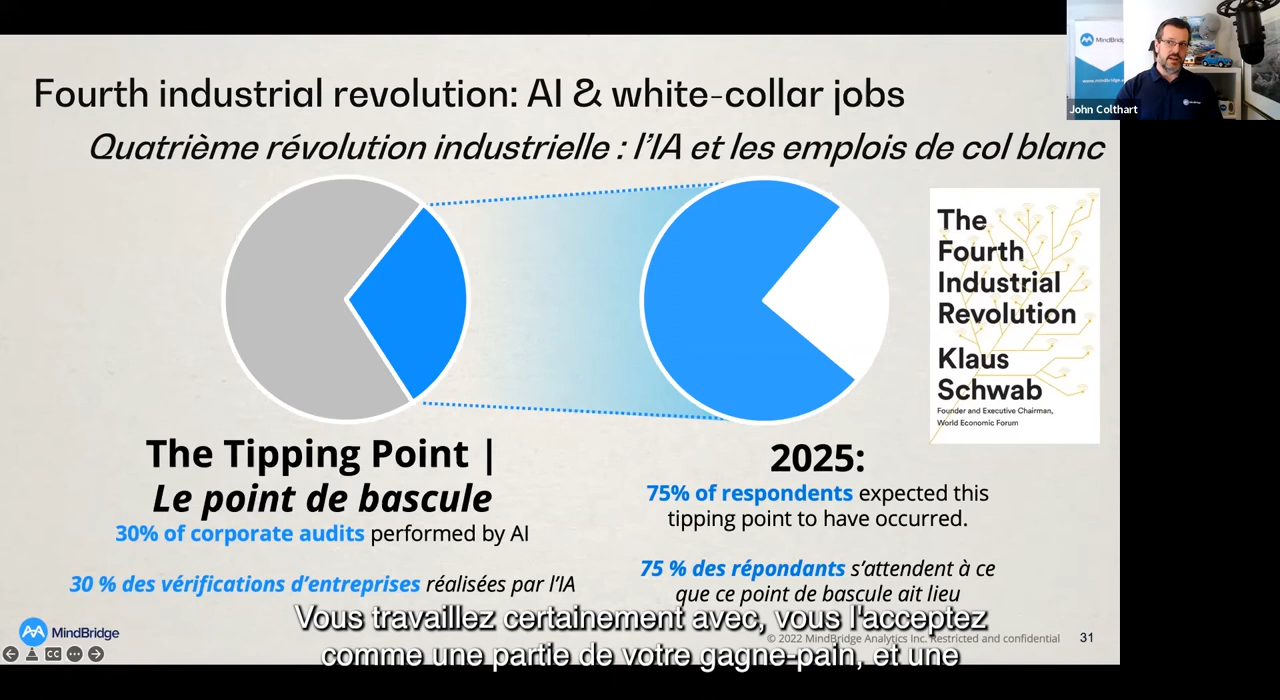 MindBridge
www.mindbridge.
MindBridge
John Colthart
Fourth industrial revolution: AI & white-collar jobs
Quatrième révolution industrielle : l'IA et les emplois de col blanc
The
Fourth
Industrial
Revolution
Klaus
Schwab
Founder and Executive Chairman,
World Economic Forum
The Tipping Point |
Le point de bascule
30% of corporate audits performed by AI
30 % des vérifications d'entreprises réalisées par l'IA
2025:
75% of respondents expected this
tipping point to have occurred.
75 % des répondants s'attendent à ce
que ce point de bascule ait lieu
MindBridge
© 2022 MindBridge Analytics Inc. Restricted and confidential
31
CC
Vous travaillez certainement avec, vous l'acceptez
comme une partie de votre gagne-pain, et une